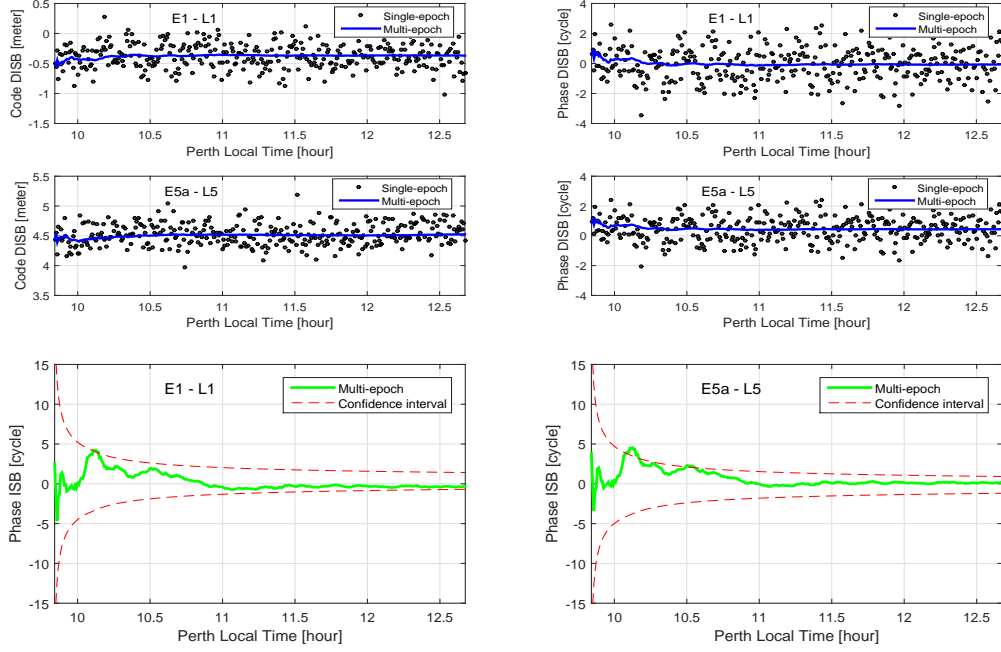 Code DISB [meter]
0.5
0
-0.5
-1
-1.5
E1 - L1
Single-epoch
Multi-epoch
10
10.5
11
11.5
12
12.5
Perth Local Time [hour]
Phase DISB [cycle]
4
2
0
-2
-4
E1 - L1
Single-epoch
Multi-epoch
10
10.5
11
11.5
12
12.5
Perth Local Time [hour]
Code DISB [meter]
5.5
5
4.5
4
3.5
E5a - L5
Single-epoch
Multi-epoch
10
10.5
11
11.5
12
12.5
Perth Local Time [hour]
Phase DISB [cycle]
4
2
0
-2
-4
E5a - L5
Single-epoch
Multi-epoch
10
10.5
11
11.5
12
12.5
Perth Local Time [hour]
Phase ISB [cycle]
15
10
5
0
-5
-10
-15
E1 - L1
Multi-epoch
Confidence interval
10
10.5
11
11.5
12
12.5
Perth Local Time [hour]
Phase ISB [cycle]
15
10
5
0
-5
-10
-15
E5a - L5
Multi-epoch
Confidence interval
10
10.5
11
11.5
12
12.5
Perth Local Time [hour]